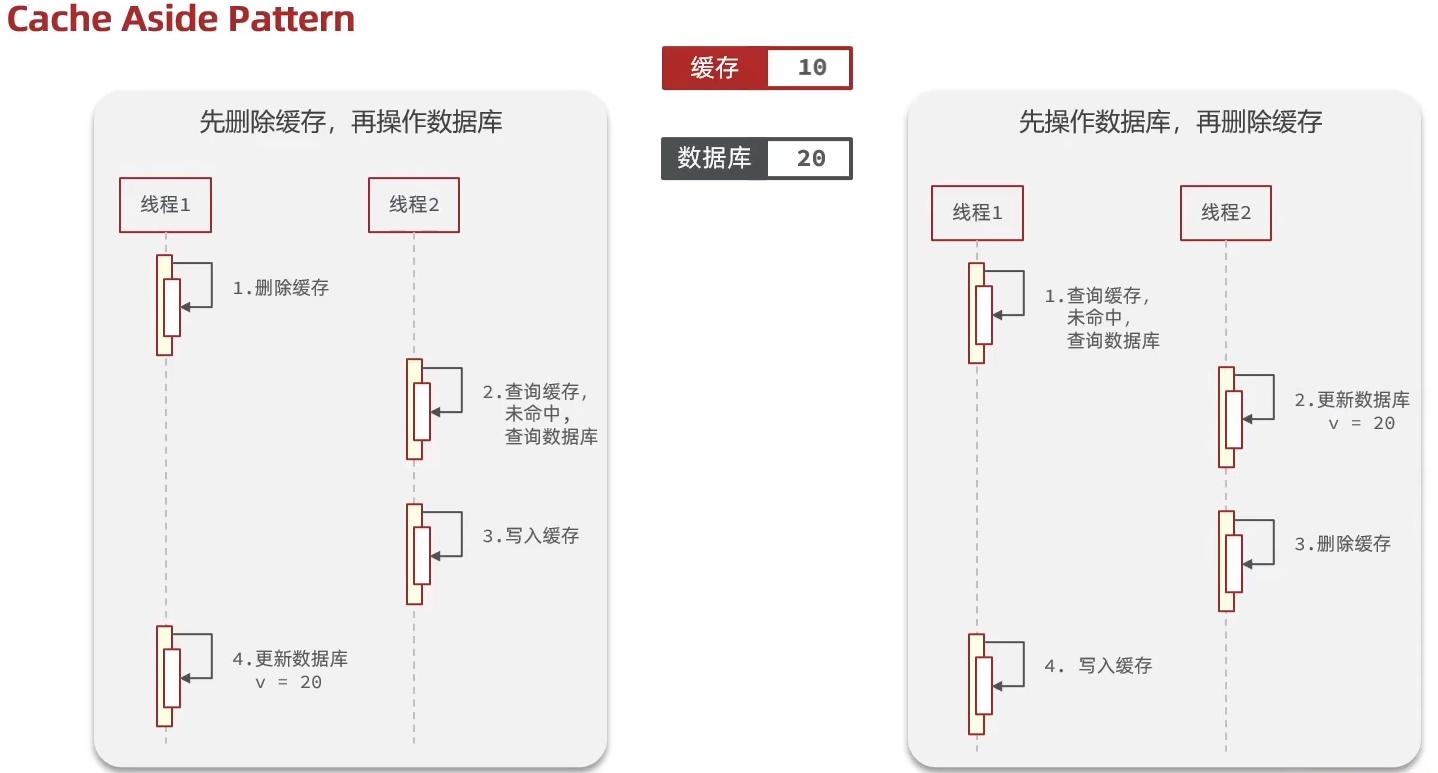 Cache Aside Pattern
缓存 10
数据库 20
先删除缓存，再操作数据库
线程1
线程2
1.删除缓存
2.查询缓存，
未命中，
查询数据库
3.写入缓存
4.更新数据库
v = 20
先操作数据库，再删除缓存
线程1
线程2
1.查询缓存，
未命中，
查询数据库
2.更新数据库
v = 20
3.删除缓存
4. 写入缓存